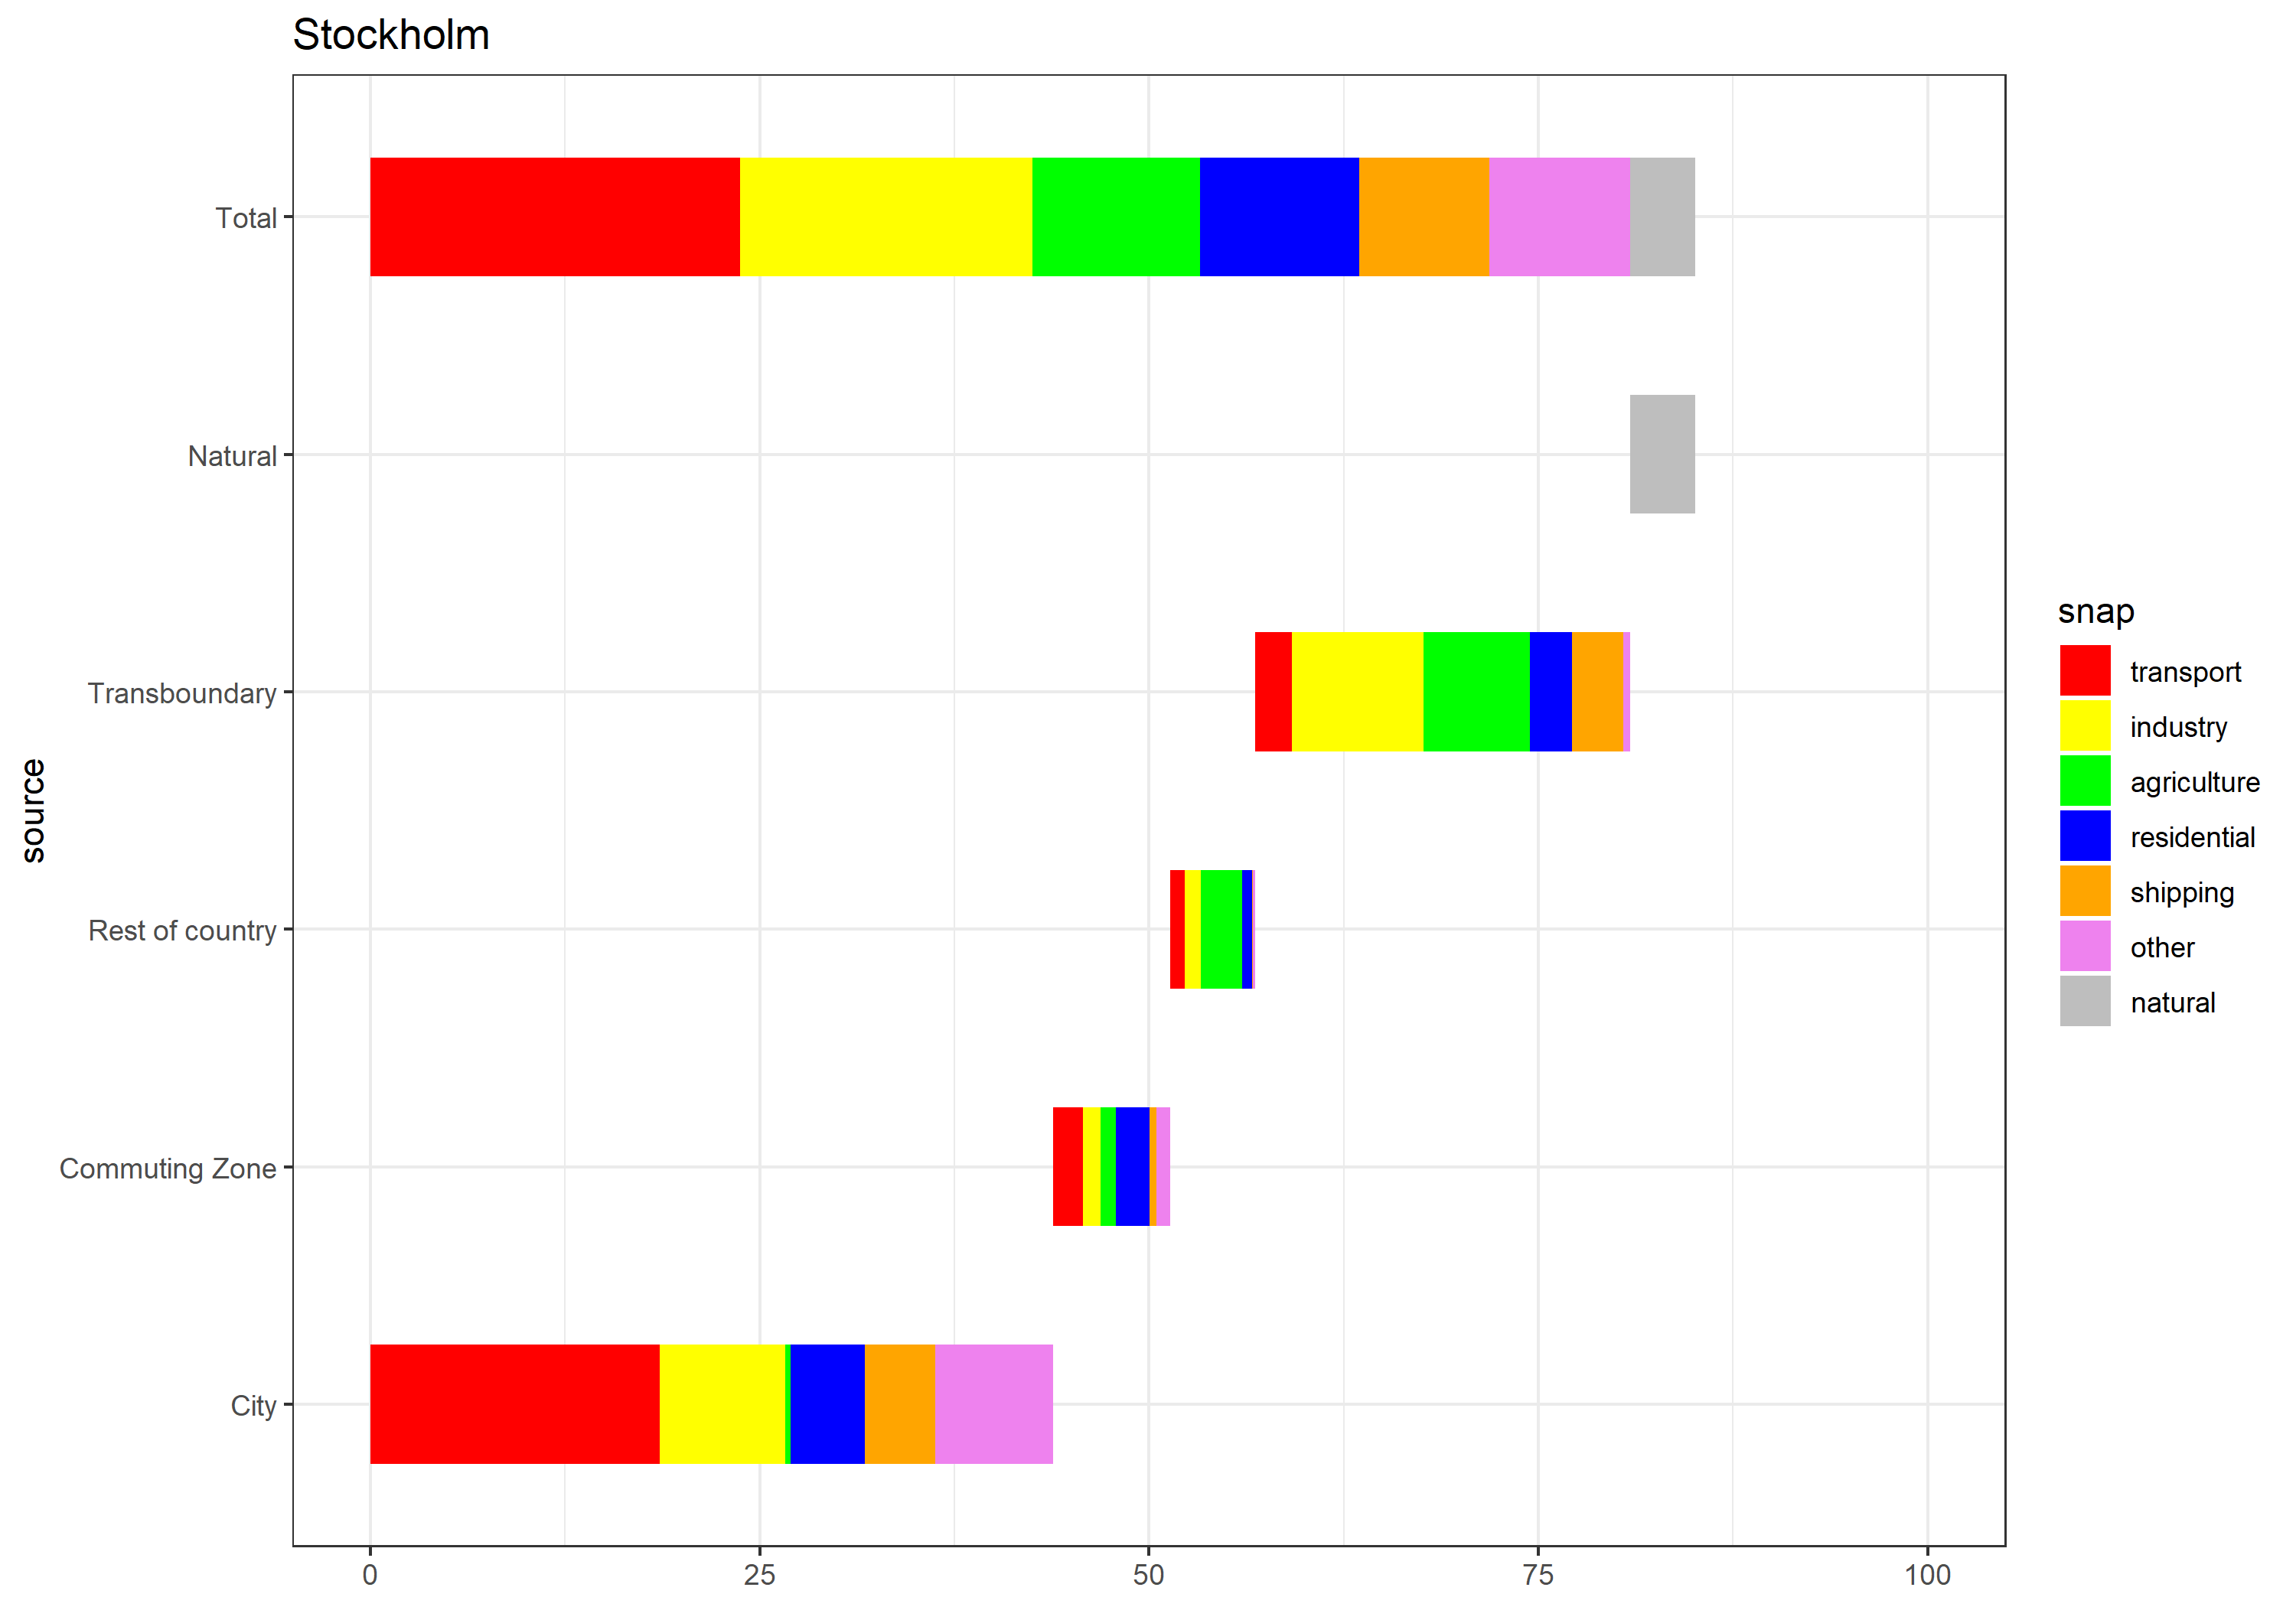 Stockholm
Total
Natural
Transboundary
Rest of country
Commuting Zone
City
source
0 25 50 75 100
snap
transport
industry
agriculture
residential
shipping
other
natural